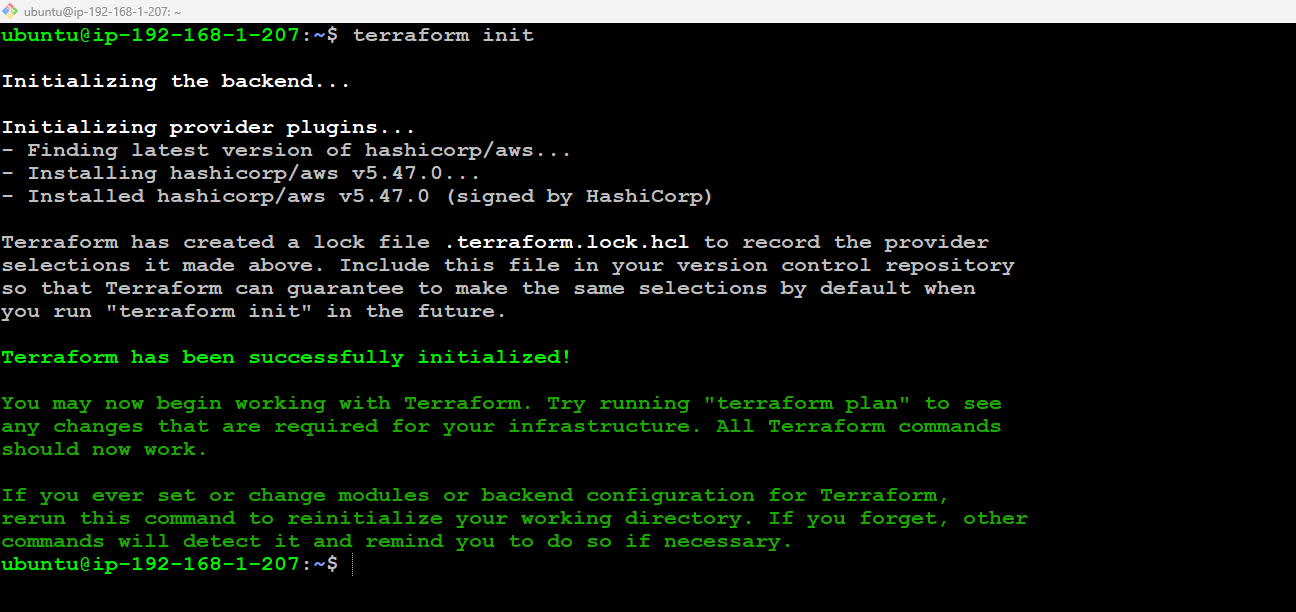 ubuntu@ip-192-168-1-207: ~
ubuntu@ip-192-168-1-207:~$ terraform init
Initializing the backend...
Initializing provider plugins...
- Finding latest version of hashicorp/aws...
- Installing hashicorp/aws v5.47.0...
- Installed hashicorp/aws v5.47.0 (signed by HashiCorp)
Terraform has created a lock file .terraform.lock.hcl to record the provider
selections it made above. Include this file in your version control repository
so that Terraform can guarantee to make the same selections by default when
you run "terraform init" in the future.
Terraform has been successfully initialized!
You may now begin working with Terraform. Try running "terraform plan" to see
any changes that are required for your infrastructure. All Terraform commands
should now work.
If you ever set or change modules or backend configuration for Terraform,
rerun this command to reinitialize your working directory. If you forget, other
commands will detect it and remind you to do so if necessary.
ubuntu@ip-192-168-1-207:~$